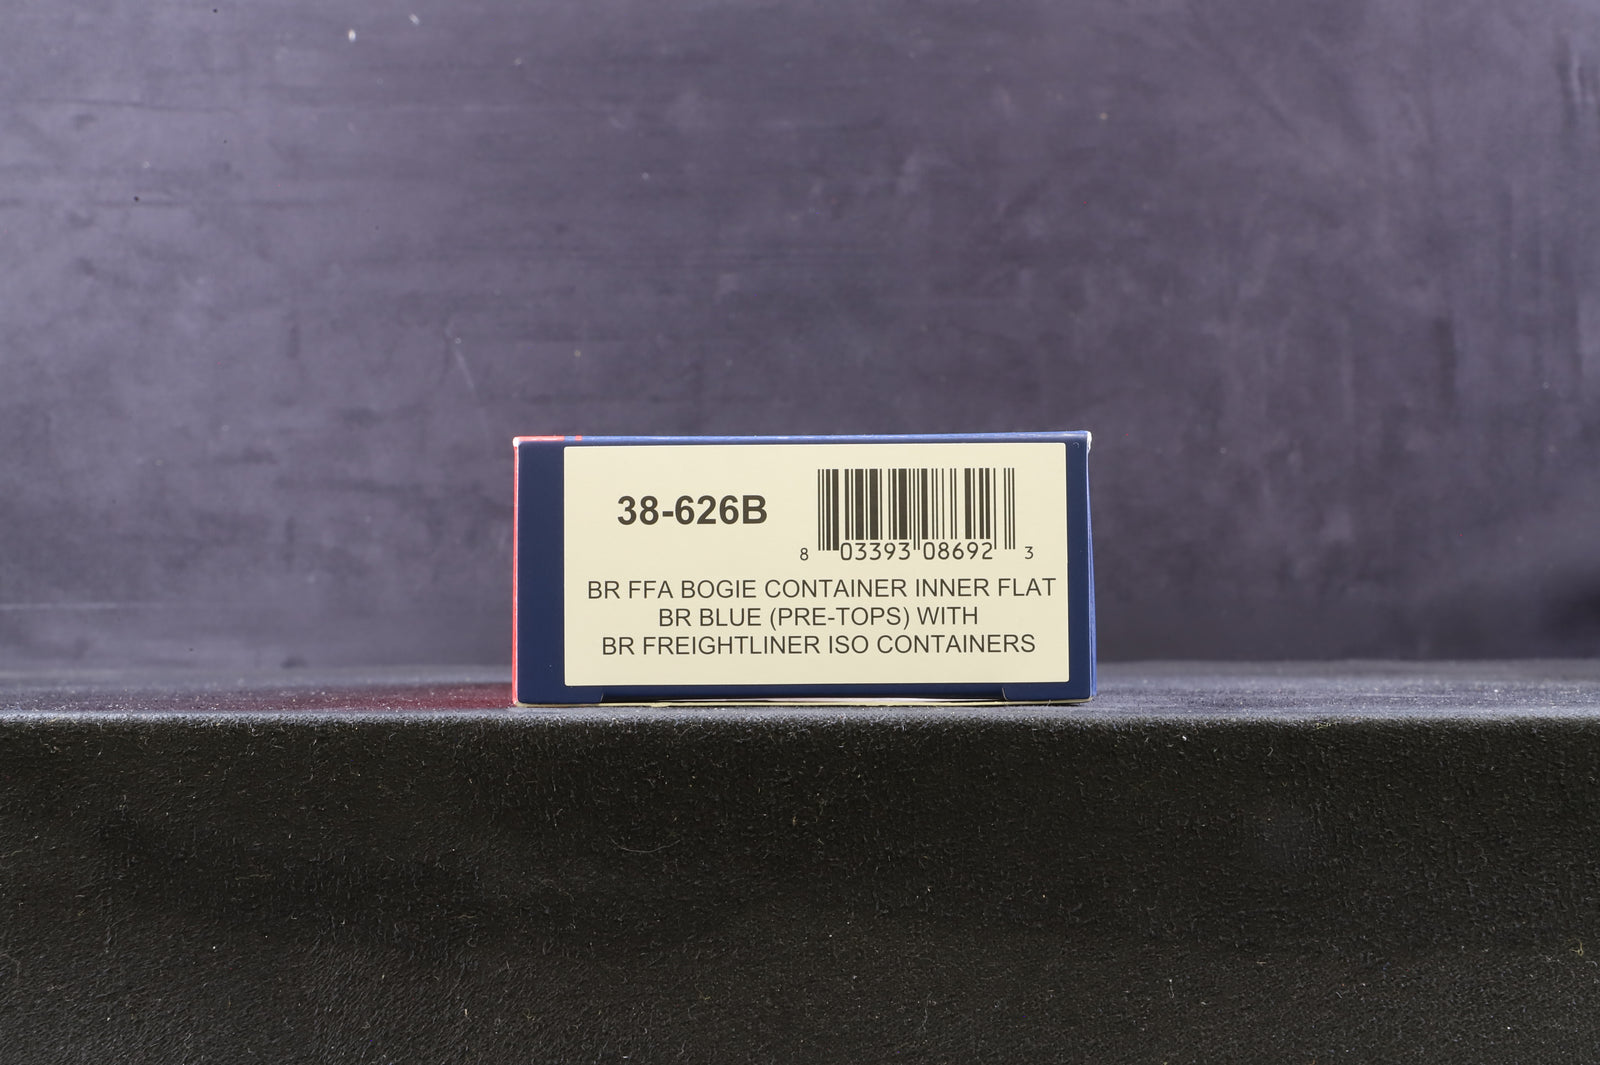 38-626B
8 03393 08692 3
BR FFA BOGIE CONTAINER INNER FLAT
BR BLUE (PRE-TOPS) WITH
BR FREIGHTLINER ISO CONTAINERS